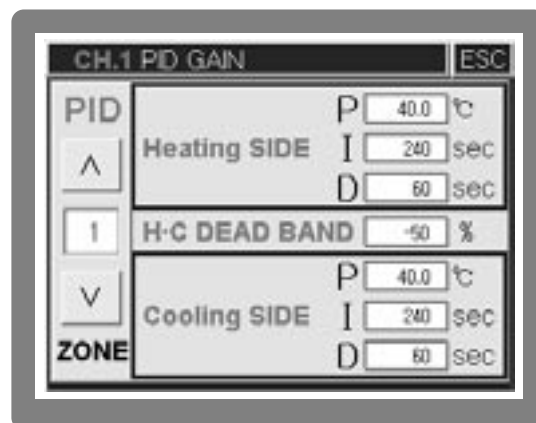 CH.1 PID GAIN ESC
PID
∧
1
∨
ZONE
Heating SIDE
P 40.0 ℃
I 240 sec
D 60 sec
H·C DEAD BAND -50 %
Cooling SIDE
P 40.0 ℃
I 240 sec
D 60 sec